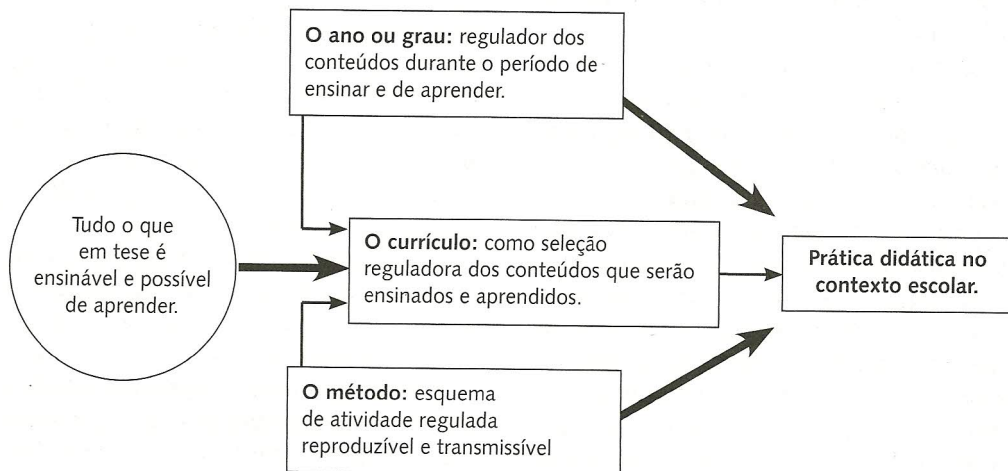 O ano ou grau: regulador dos
conteúdos durante o período de
ensinar e de aprender.
Tudo o que
em tese é
ensinável e possível
de aprender.
O currículo: como seleção
reguladora dos conteúdos que serão
ensinados e aprendidos.
Prática didática no
contexto escolar.
O método: esquema
de atividade regulada
reproduzível e transmissível